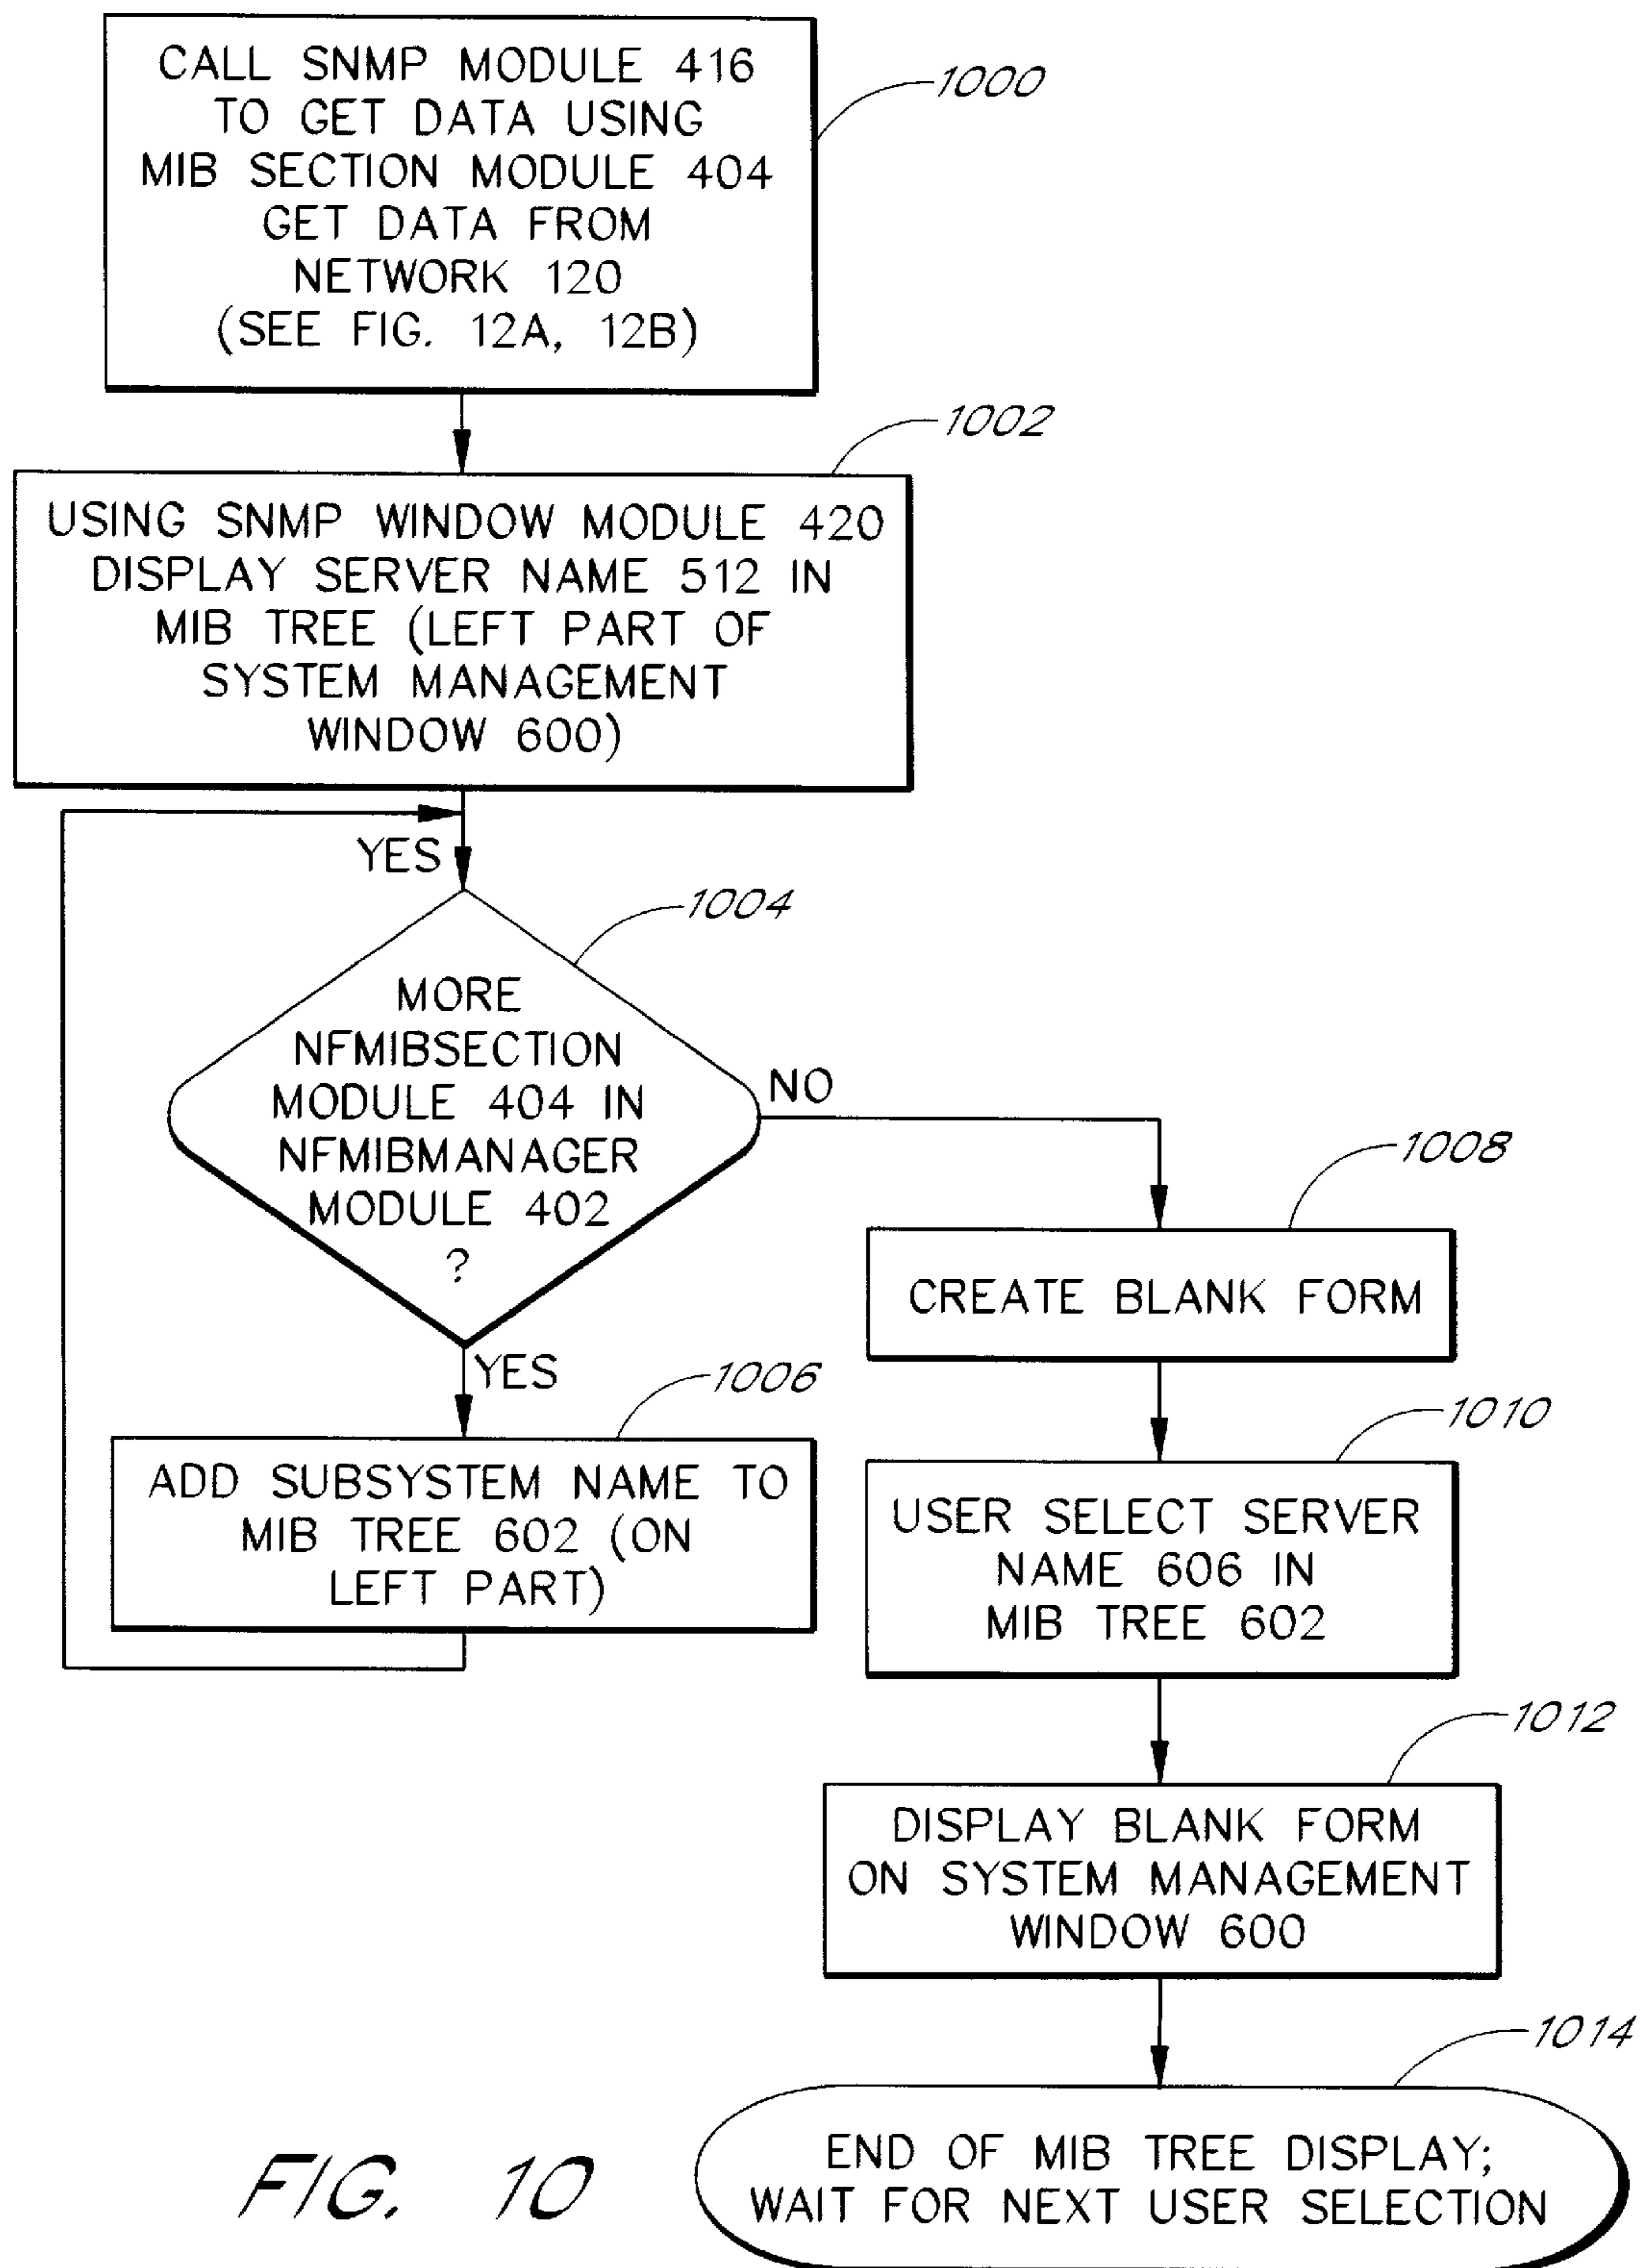 CALL SNMP MODULE 416
TO GET DATA USING
MIB SECTION MODULE 404
GET DATA FROM
NETWORK 120
(SEE FIG. 12A, 12B)
1000
1002
USING SNMP WINDOW MODULE 420
DISPLAY SERVER NAME 512 IN
MIB TREE (LEFT PART OF
SYSTEM MANAGEMENT
WINDOW 600)
YES
1004
MORE
NFMIBSECTION
MODULE 404 IN
NFMIBMANAGER
MODULE 402
?
NO
YES
1006
ADD SUBSYSTEM NAME TO
MIB TREE 602 (ON
LEFT PART)
1008
CREATE BLANK FORM
1010
USER SELECT SERVER
NAME 606 IN
MIB TREE 602
1012
DISPLAY BLANK FORM
ON SYSTEM MANAGEMENT
WINDOW 600
1014
END OF MIB TREE DISPLAY;
WAIT FOR NEXT USER SELECTION
FIG. 10